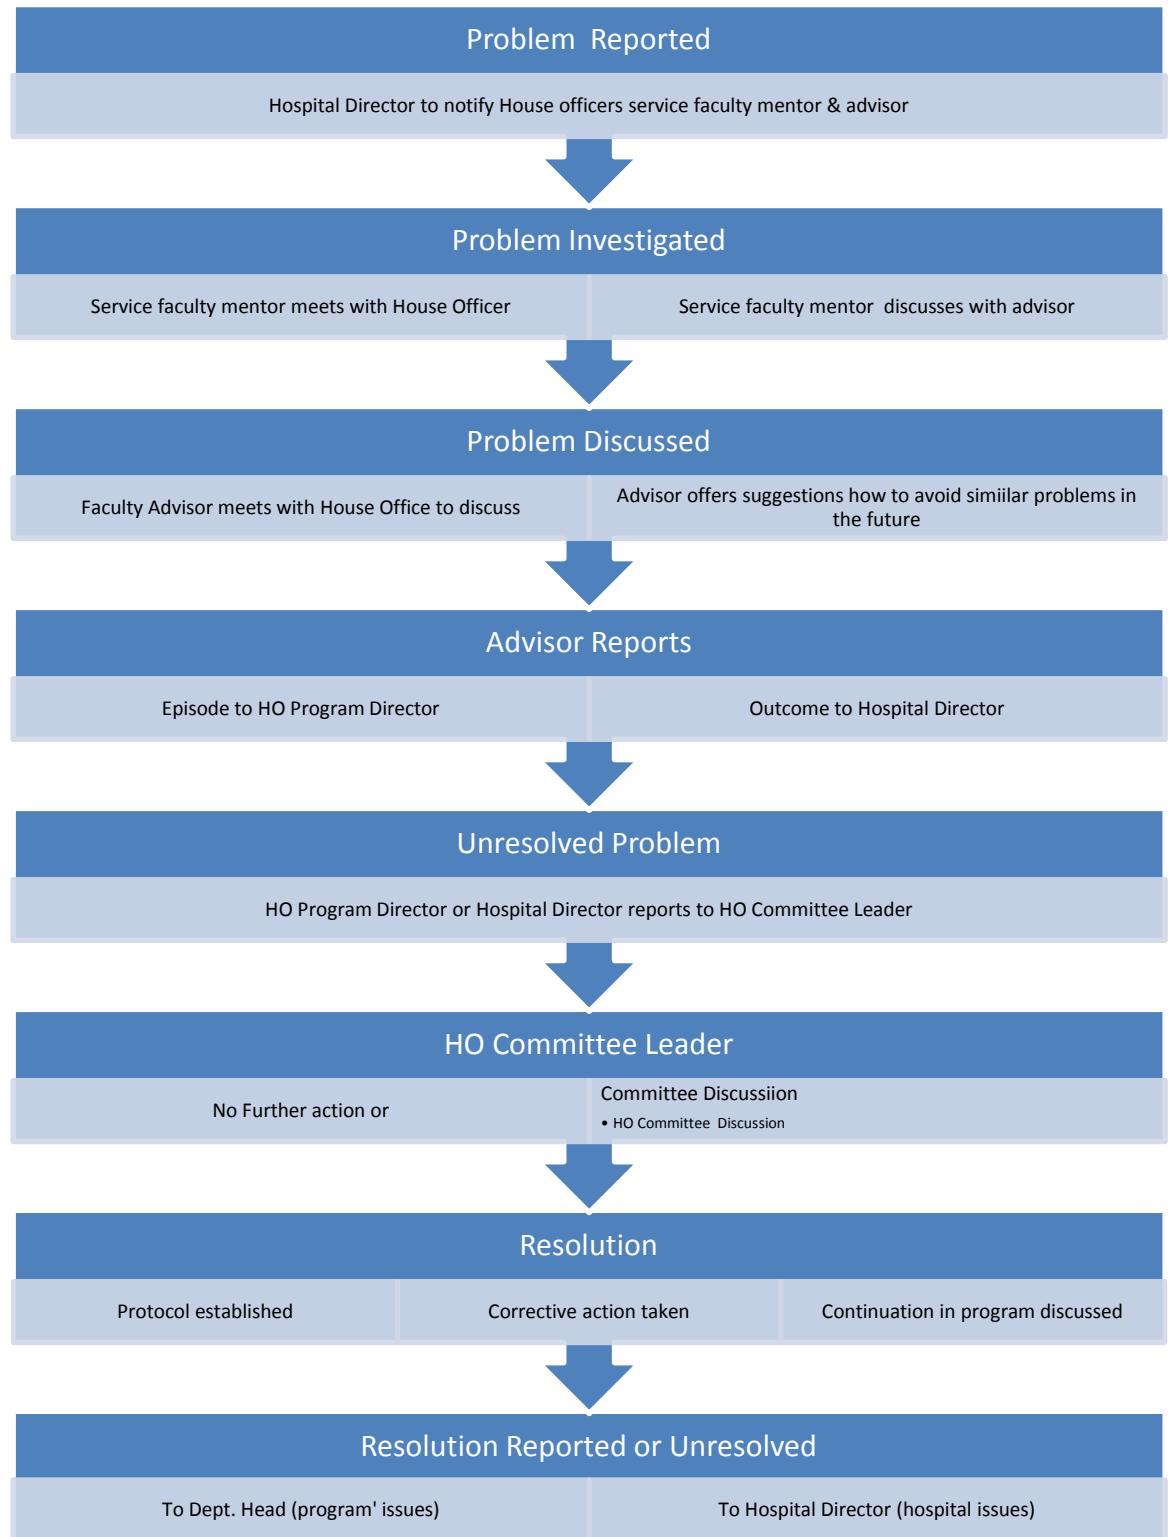 Problem  Reported
Hospital Director to notify House officers service faculty mentor & advisor
Problem Investigated
Service faculty mentor meets with House Officer
Service faculty mentor  discusses with advisor
Problem Discussed
Faculty Advisor meets with House Office to discuss
Advisor offers suggestions how to avoid simiilar problems in
the future
Advisor Reports
Episode to HO Program Director
Outcome to Hospital Director
Unresolved Problem
HO Program Director or Hospital Director reports to HO Committee Leader
HO Committee Leader
No Further action or
Committee Discussiion
• HO Committee  Discussion
Resolution
Protocol established
Corrective action taken
Continuation in program discussed
Resolution Reported or Unresolved
To Dept. Head (program' issues)
To Hospital Director (hospital issues)